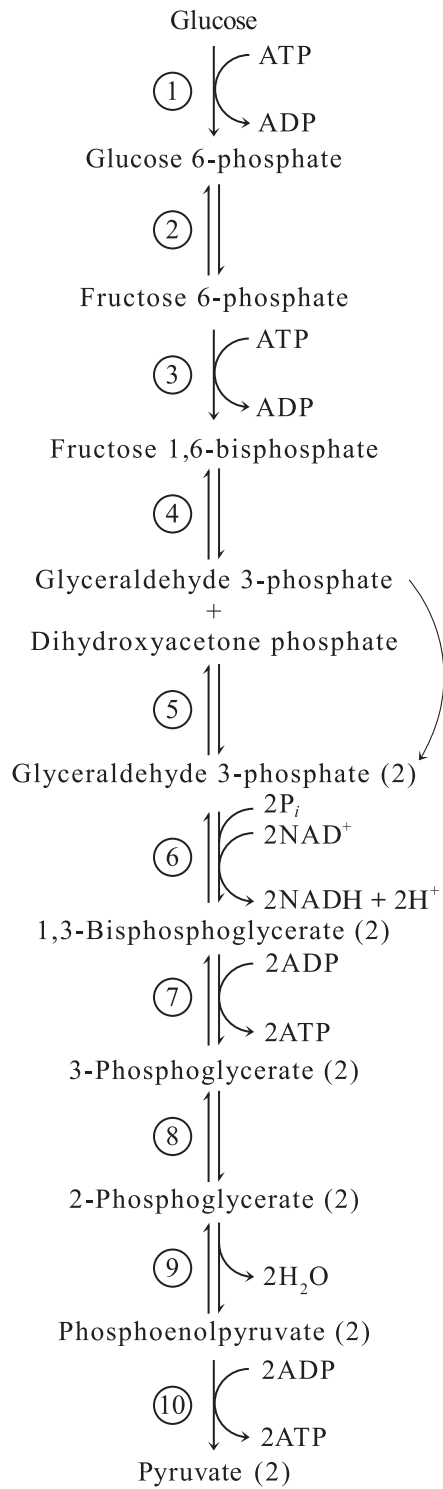 Glucose
ATP
1
ADP
Glucose 6-phosphate
2
Fructose 6-phosphate
ATP
3
ADP
Fructose 1,6-bisphosphate
4
Glyceraldehyde 3-phosphate
+
Dihydroxyacetone phosphate
5
Glyceraldehyde 3-phosphate (2)
2Pᵢ
2NAD⁺
6
2NADH + 2H⁺
1,3-Bisphosphoglycerate (2)
2ADP
7
2ATP
3-Phosphoglycerate (2)
8
2-Phosphoglycerate (2)
9
2H₂O
Phosphoenolpyruvate (2)
2ADP
10
2ATP
Pyruvate (2)